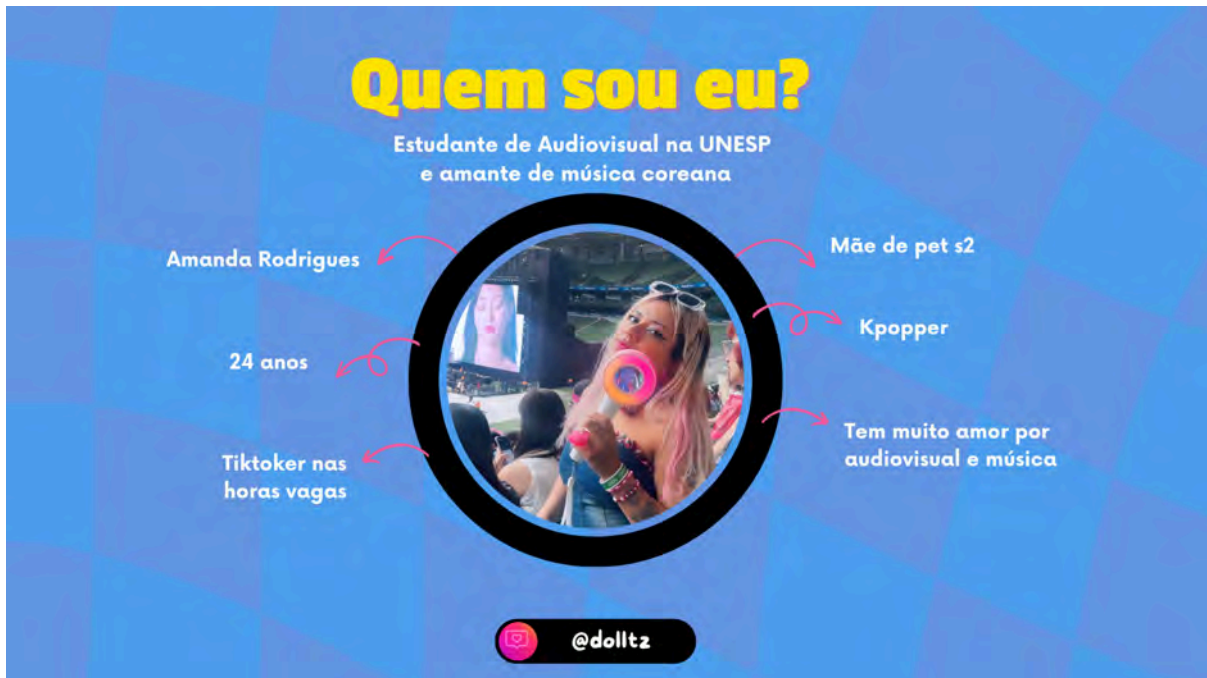 Quem sou eu?
Estudante de Audiovisual na UNESP
e amante de música coreana
Amanda Rodrigues
24 anos
Tiktoker nas
horas vagas
Mãe de pet s2
Kpopper
Tem muito amor por
audiovisual e música
@dolltz